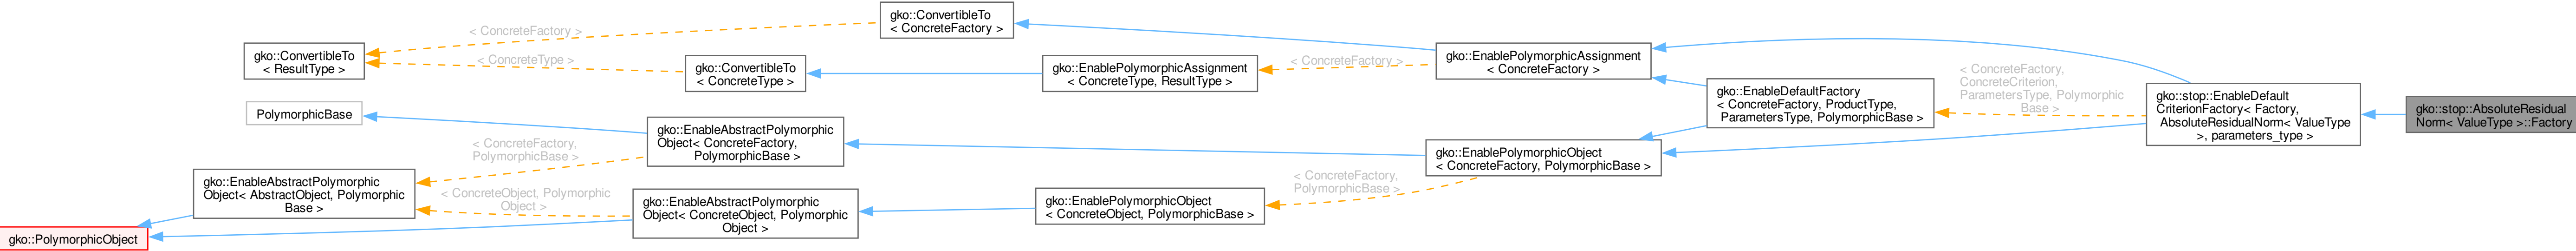 gko::ConvertibleTo
< ResultType >
< ConcreteFactory >
< ConcreteType >
gko::ConvertibleTo
< ConcreteFactory >
gko::ConvertibleTo
< ConcreteType >
gko::EnablePolymorphicAssignment
< ConcreteType, ResultType >
< ConcreteFactory >
gko::EnablePolymorphicAssignment
< ConcreteFactory >
PolymorphicBase
gko::EnableAbstractPolymorphic
Object< ConcreteFactory,
PolymorphicBase >
gko::EnableDefaultFactory
< ConcreteFactory, ProductType,
ParametersType, PolymorphicBase >
< ConcreteFactory,
ConcreteCriterion,
ParametersType, Polymorphic
Base >
gko::stop::EnableDefault
CriterionFactory< Factory,
AbsoluteResidualNorm< ValueType
>, parameters_type >
gko::stop::AbsoluteResidual
Norm< ValueType >::Factory
< ConcreteFactory,
PolymorphicBase >
gko::EnablePolymorphicObject
< ConcreteFactory, PolymorphicBase >
gko::EnableAbstractPolymorphic
Object< AbstractObject, Polymorphic
Base >
< ConcreteObject, Polymorphic
Object >
gko::EnableAbstractPolymorphic
Object< ConcreteObject, Polymorphic
Object >
gko::EnablePolymorphicObject
< ConcreteObject, PolymorphicBase >
< ConcreteFactory,
PolymorphicBase >
gko::PolymorphicObject